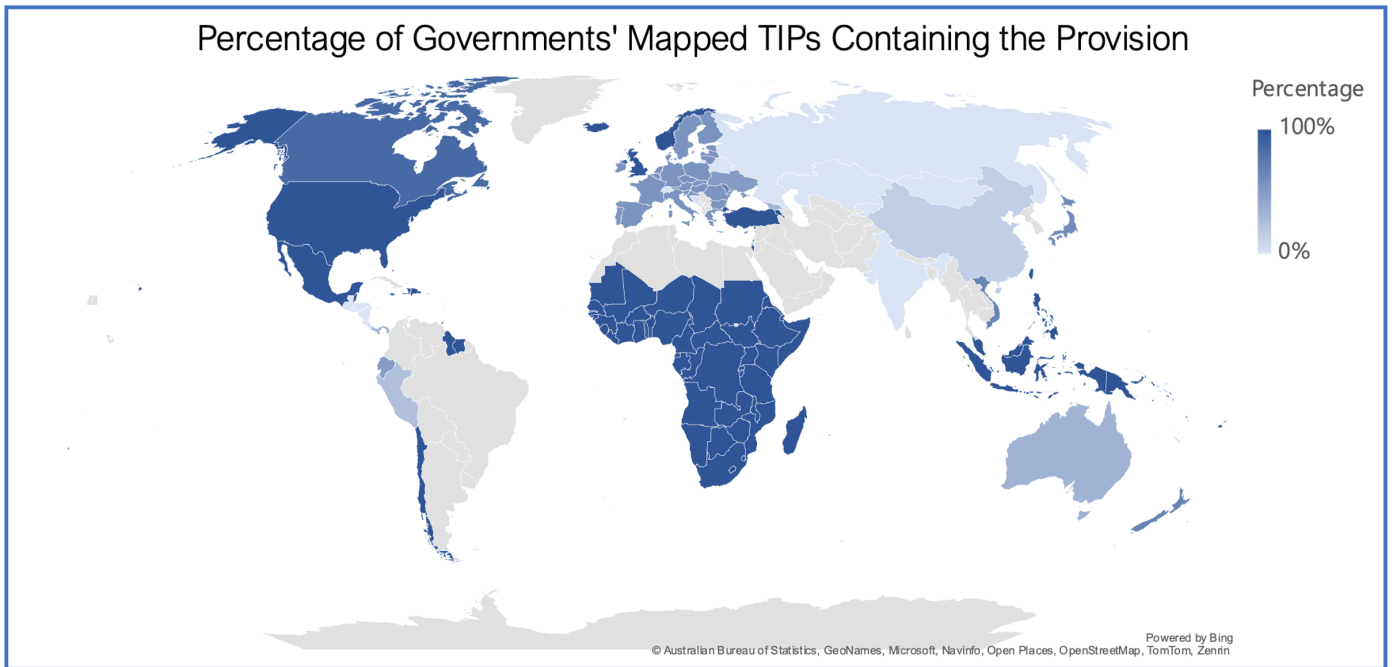 Percentage of Governments' Mapped TIPs Containing the Provision
Percentage
100%
0%
Powered by Bing
© Australian Bureau of Statistics, GeoNames, Microsoft, Navinfo, Open Places, OpenStreetMap, TomTom, Zenrin